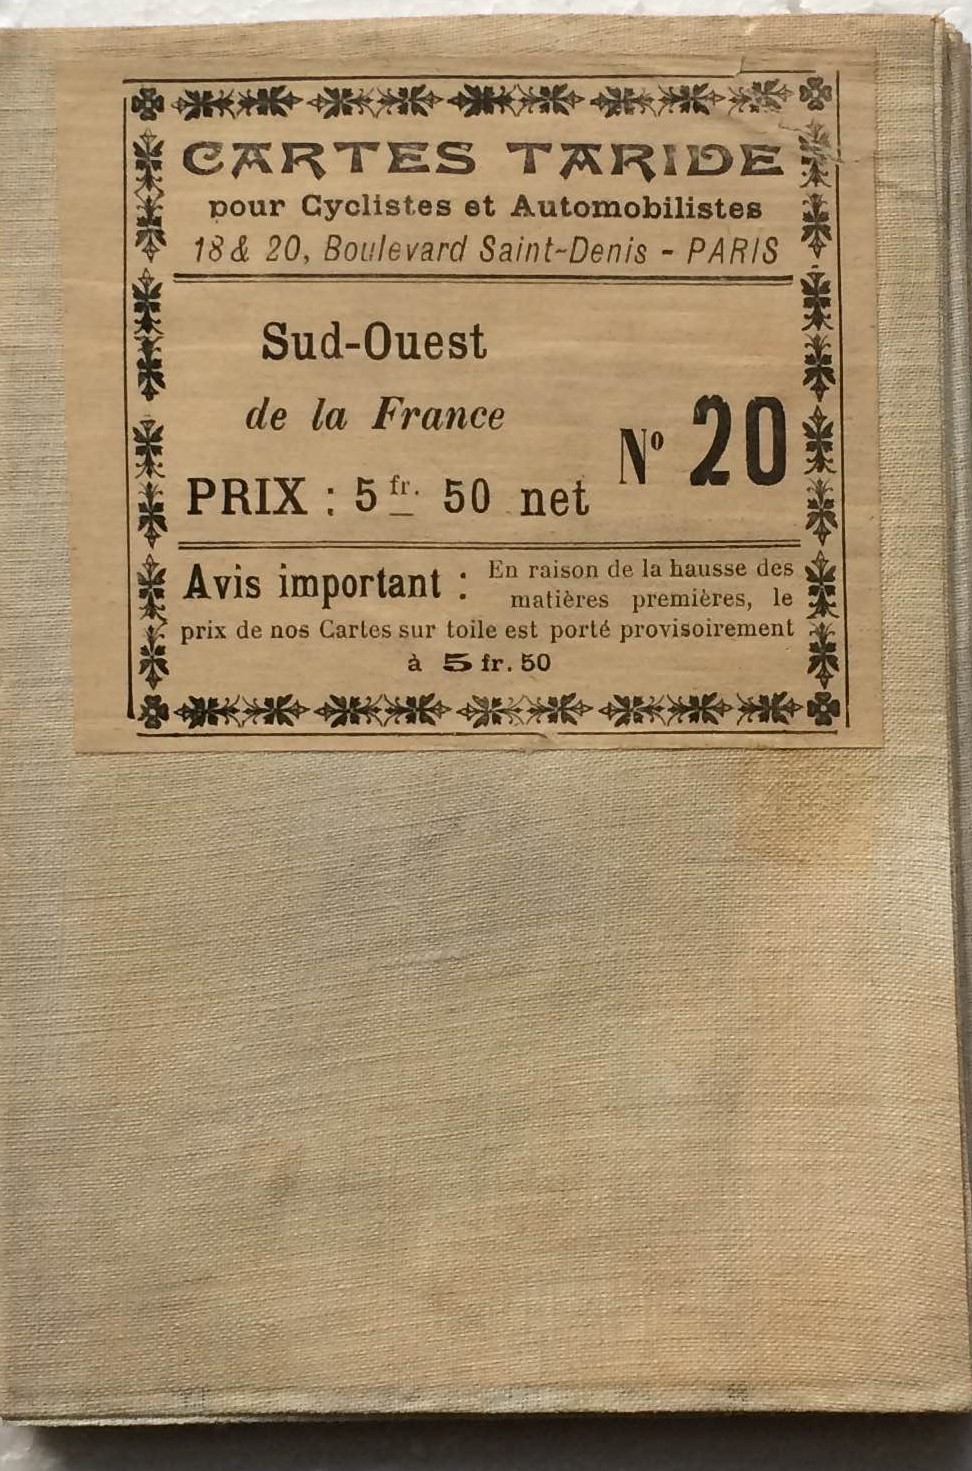 CARTES TARIDE
pour Cyclistes et Automobilistes
18 & 20, Boulevard Saint-Denis - PARIS
Sud-Ouest
de la France
Nº 20
PRIX : 5 fr. 50 net
Avis important : En raison de la hausse des
matières premières, le
prix de nos Cartes sur toile est porté provisoirement
à 5 fr. 50